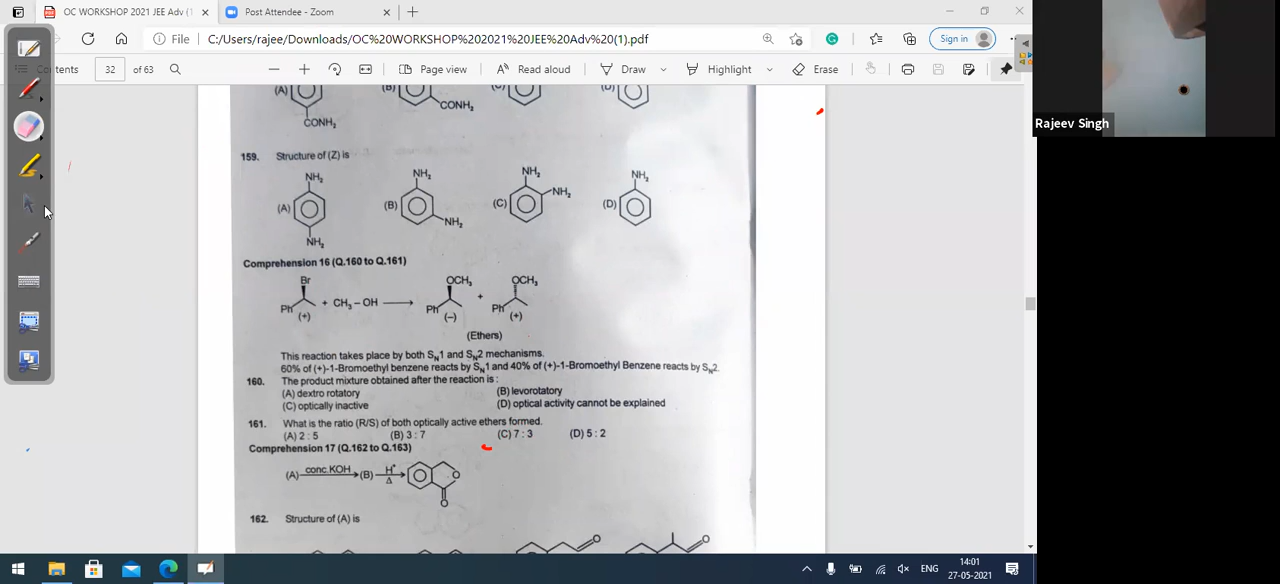 OC WORKSHOP 2021 JEE Adv (1
Post Attendee - Zoom
File
C:/Users/rajee/Downloads/OC%20WORKSHOP%202021%20JEE%20Adv%20(1).pdf
Sign in
Contents
32 of 63
Page view
Read aloud
Draw
Highlight
Erase
Rajeev Singh
(A)
(B)
CONH₂
CONH₂
159. Structure of (Z) is
(A) NH₂ NH₂
(B) NH₂ NH₂
(C) NH₂ NH₂
(D) NH₂
Comprehension 16 (Q.160 to Q.161)
Br OCH₃ OCH₃
Ph + CH₃ – OH ⟶ Ph + Ph
(+) (–) (+)
(Ethers)
This reaction takes place by both S_N1 and S_N2 mechanisms.
60% of (+)-1-Bromoethyl benzene reacts by S_N1 and 40% of (+)-1-Bromoethyl Benzene reacts by S_N2.
160. The product mixture obtained after the reaction is :
(A) dextro rotatory (B) levorotatory
(C) optically inactive (D) optical activity cannot be explained
161. What is the ratio (R/S) of both optically active ethers formed.
(A) 2 : 5 (B) 3 : 7 (C) 7 : 3 (D) 5 : 2
Comprehension 17 (Q.162 to Q.163)
(A) conc.KOH (B) H⁺ Δ O O
162. Structure of (A) is
O O
ENG
14:01
27-05-2021